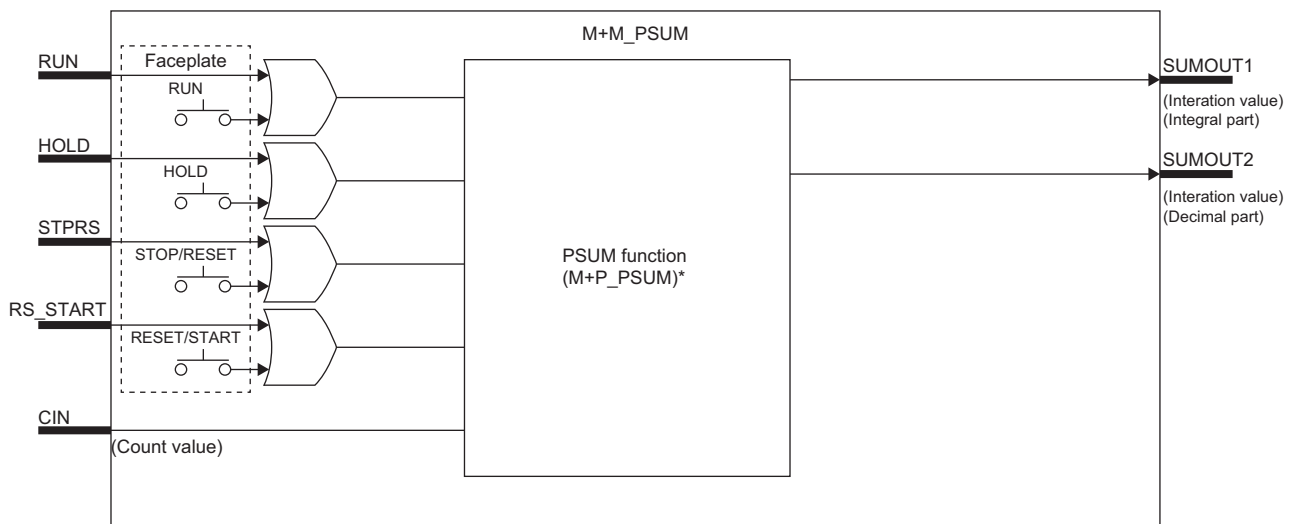 M+M_PSUM
RUN
Faceplate
RUN
HOLD
HOLD
STPRS
STOP/RESET
RS_START
RESET/START
CIN
(Count value)
PSUM function
(M+P_PSUM)*
SUMOUT1
(Interation value)
(Integral part)
SUMOUT2
(Interation value)
(Decimal part)